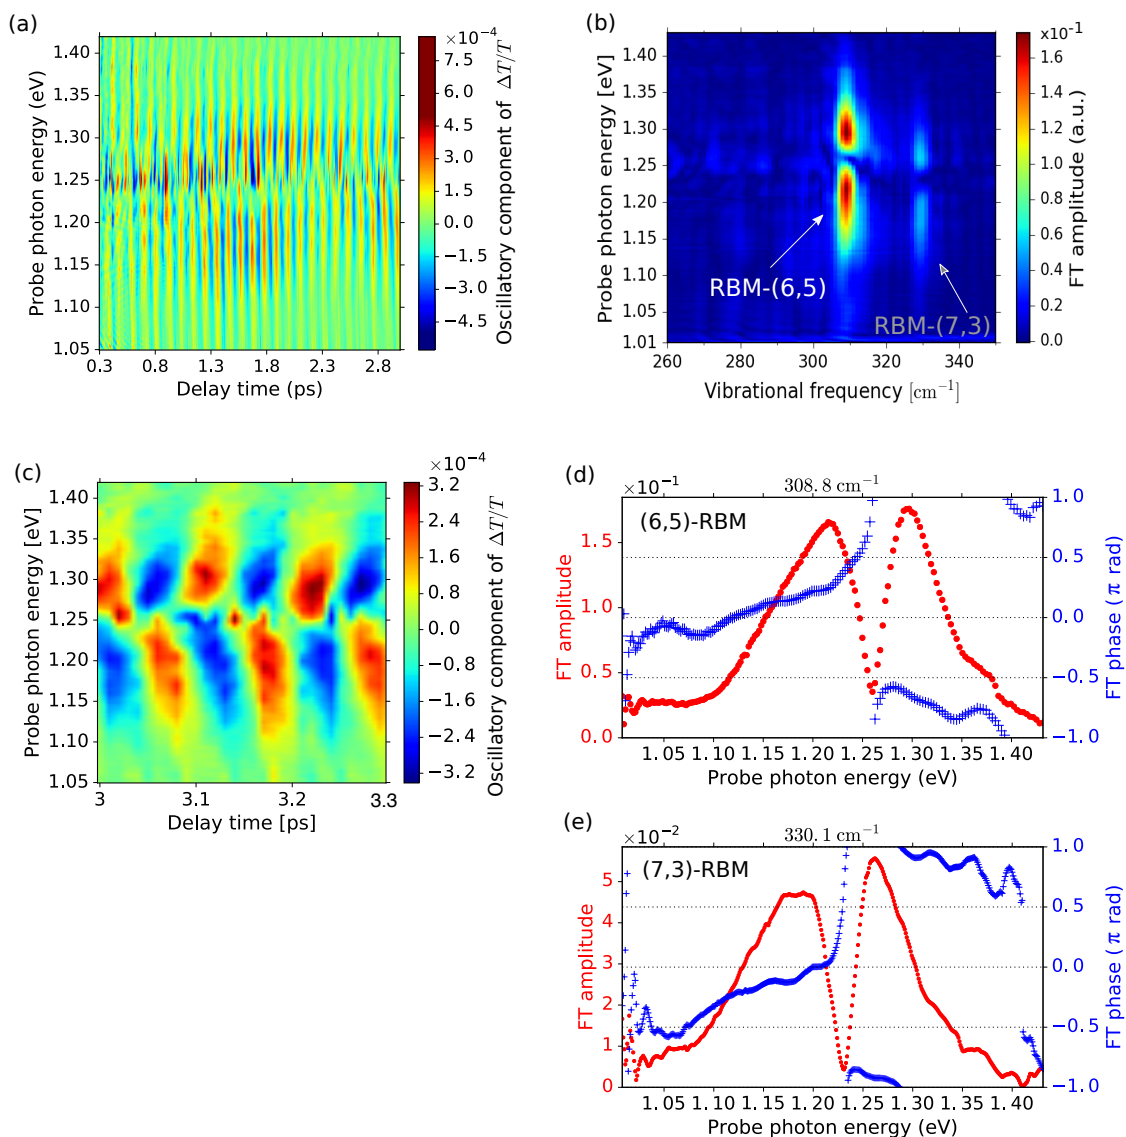 (a)
×10⁻⁴
Probe photon energy (eV)
1.40
1.35
1.30
1.25
1.20
1.15
1.10
1.05
0.3 0.8 1.3 1.8 2.3 2.8
Delay time (ps)
7.5
6.0
4.5
3.0
1.5
0.0
−1.5
−3.0
−4.5
Oscillatory component of ΔT/T
(b)
×10⁻¹
Probe photon energy [eV]
1.40
1.35
1.30
1.25
1.20
1.15
1.10
1.05
1.01
RBM-(6,5)
RBM-(7,3)
260 280 300 320 340
Vibrational frequency [cm⁻¹]
1.6
1.4
1.2
1.0
0.8
0.6
0.4
0.2
0.0
FT amplitude (a.u.)
(c)
×10⁻⁴
Probe photon energy [eV]
1.40
1.35
1.30
1.25
1.20
1.15
1.10
1.05
3 3.1 3.2 3.3
Delay time [ps]
3.2
2.4
1.6
0.8
0.0
−0.8
−1.6
−2.4
−3.2
Oscillatory component of ΔT/T
(d)
×10⁻¹
308.8 cm⁻¹
(6,5)-RBM
FT amplitude
1.5
1.0
0.5
0.0
1.05 1.10 1.15 1.20 1.25 1.30 1.35 1.40
Probe photon energy (eV)
1.0
0.5
0.0
−0.5
−1.0
FT phase (π rad)
(e)
×10⁻²
330.1 cm⁻¹
(7,3)-RBM
FT amplitude
5
4
3
2
1
0
1.05 1.10 1.15 1.20 1.25 1.30 1.35 1.40
Probe photon energy (eV)
1.0
0.5
0.0
−0.5
−1.0
FT phase (π rad)